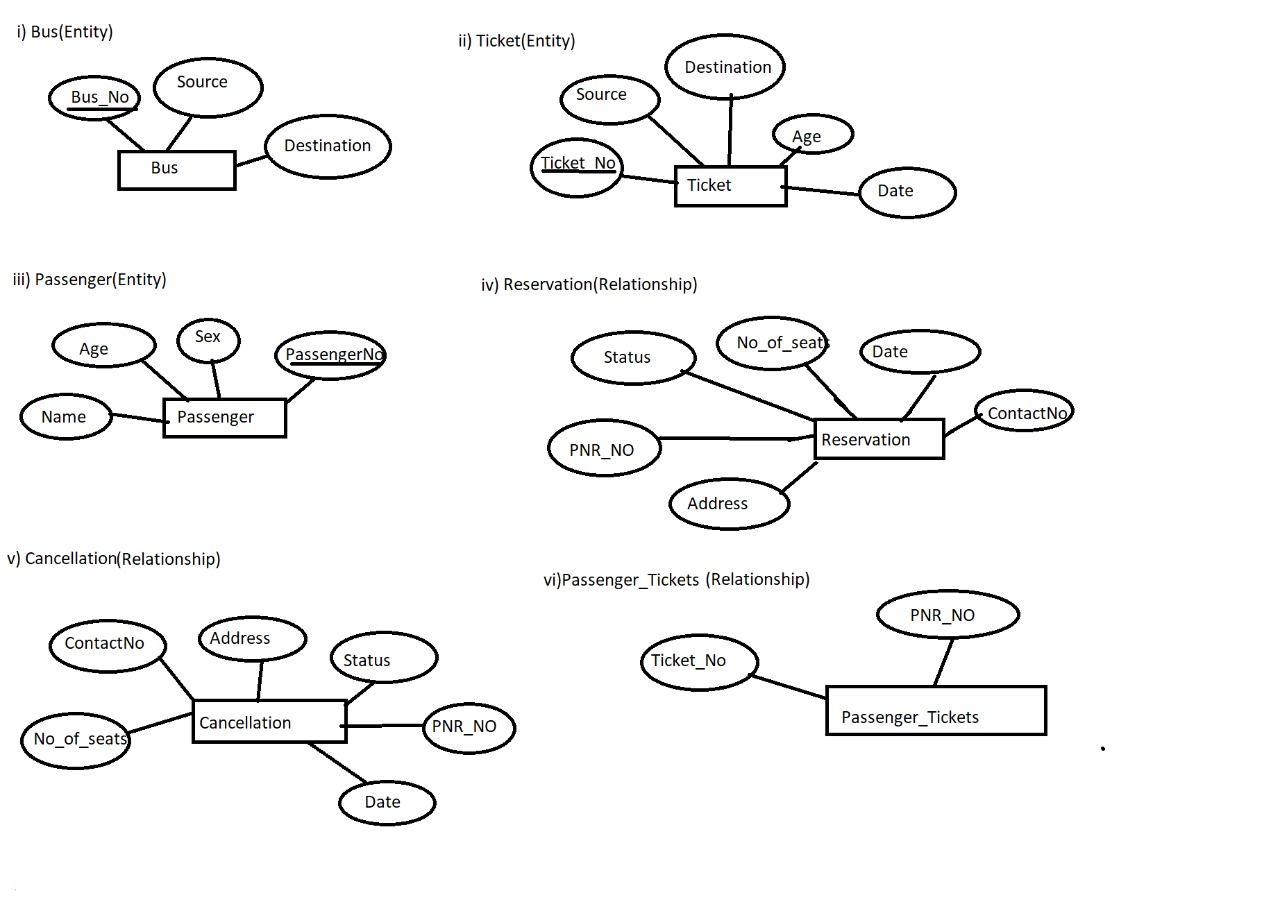 i) Bus(Entity)
Bus_No
Source
Destination
Bus
ii) Ticket(Entity)
Source
Destination
Age
Ticket_No
Ticket
Date
iii) Passenger(Entity)
Age
Sex
PassengerNo
Name
Passenger
iv) Reservation(Relationship)
Status
No_of_seats
Date
ContactNo
PNR_NO
Reservation
Address
v) Cancellation(Relationship)
ContactNo
Address
Status
No_of_seats
Cancellation
PNR_NO
Date
vi)Passenger_Tickets (Relationship)
PNR_NO
Ticket_No
Passenger_Tickets